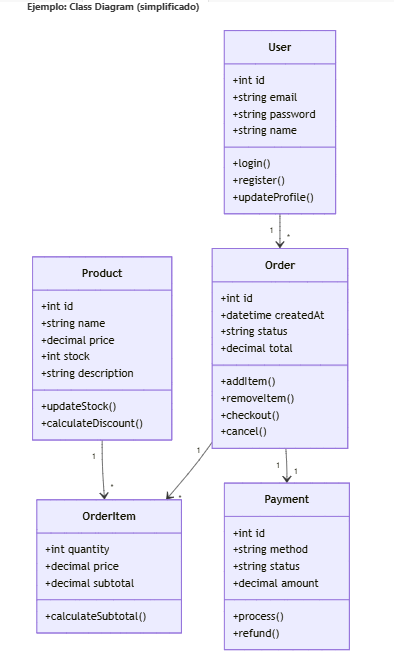 Ejemplo: Class Diagram (simplificado)
User
+int id
+string email
+string password
+string name
+login()
+register()
+updateProfile()
1
*
Product
+int id
+string name
+decimal price
+int stock
+string description
+updateStock()
+calculateDiscount()
Order
+int id
+datetime createdAt
+string status
+decimal total
+addItem()
+removeItem()
+checkout()
+cancel()
1
*
1
*
1
1
OrderItem
+int quantity
+decimal price
+decimal subtotal
+calculateSubtotal()
Payment
+int id
+string method
+string status
+decimal amount
+process()
+refund()